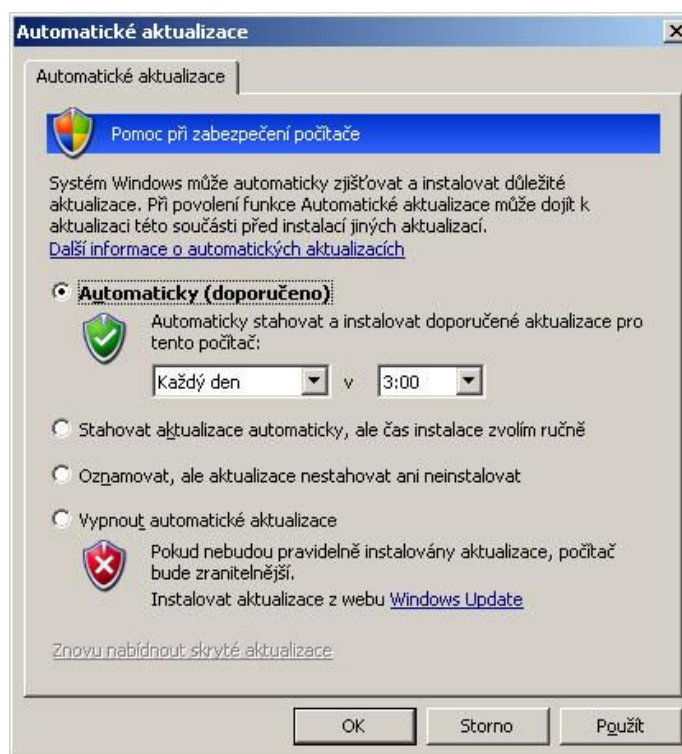 Automatické aktualizace
Automatické aktualizace
Pomoc při zabezpečení počítače
Systém Windows může automaticky zjišťovat a instalovat důležité
aktualizace. Při povolení funkce Automatické aktualizace může dojít k
aktualizaci této součásti před instalací jiných aktualizací.
Další informace o automatických aktualizacích
Automaticky (doporučeno)
Automaticky stahovat a instalovat doporučené aktualizace pro
tento počítač:
Každý den v 3:00
Stahovat aktualizace automaticky, ale čas instalace zvolím ručně
Oznamovat, ale aktualizace nestahovat ani neinstalovat
Vypnout automatické aktualizace
Pokud nebudou pravidelně instalovány aktualizace, počítač
bude zranitelnější.
Instalovat aktualizace z webu Windows Update
Znovu nabídnout skryté aktualizace
OK Storno Použít